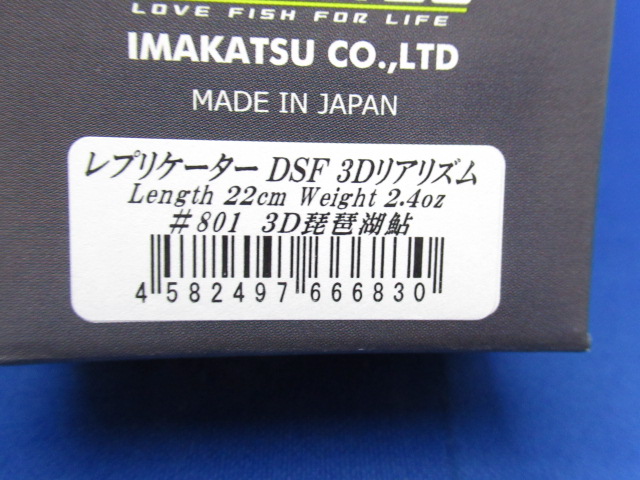 LOVE FISH FOR LIFE
IMAKATSU CO.,LTD
MADE IN JAPAN
レプリケーター DSF 3Dリアリズム
Length 22cm Weight 2.4oz
#801 3D琵琶湖鮎
4 582497 666830